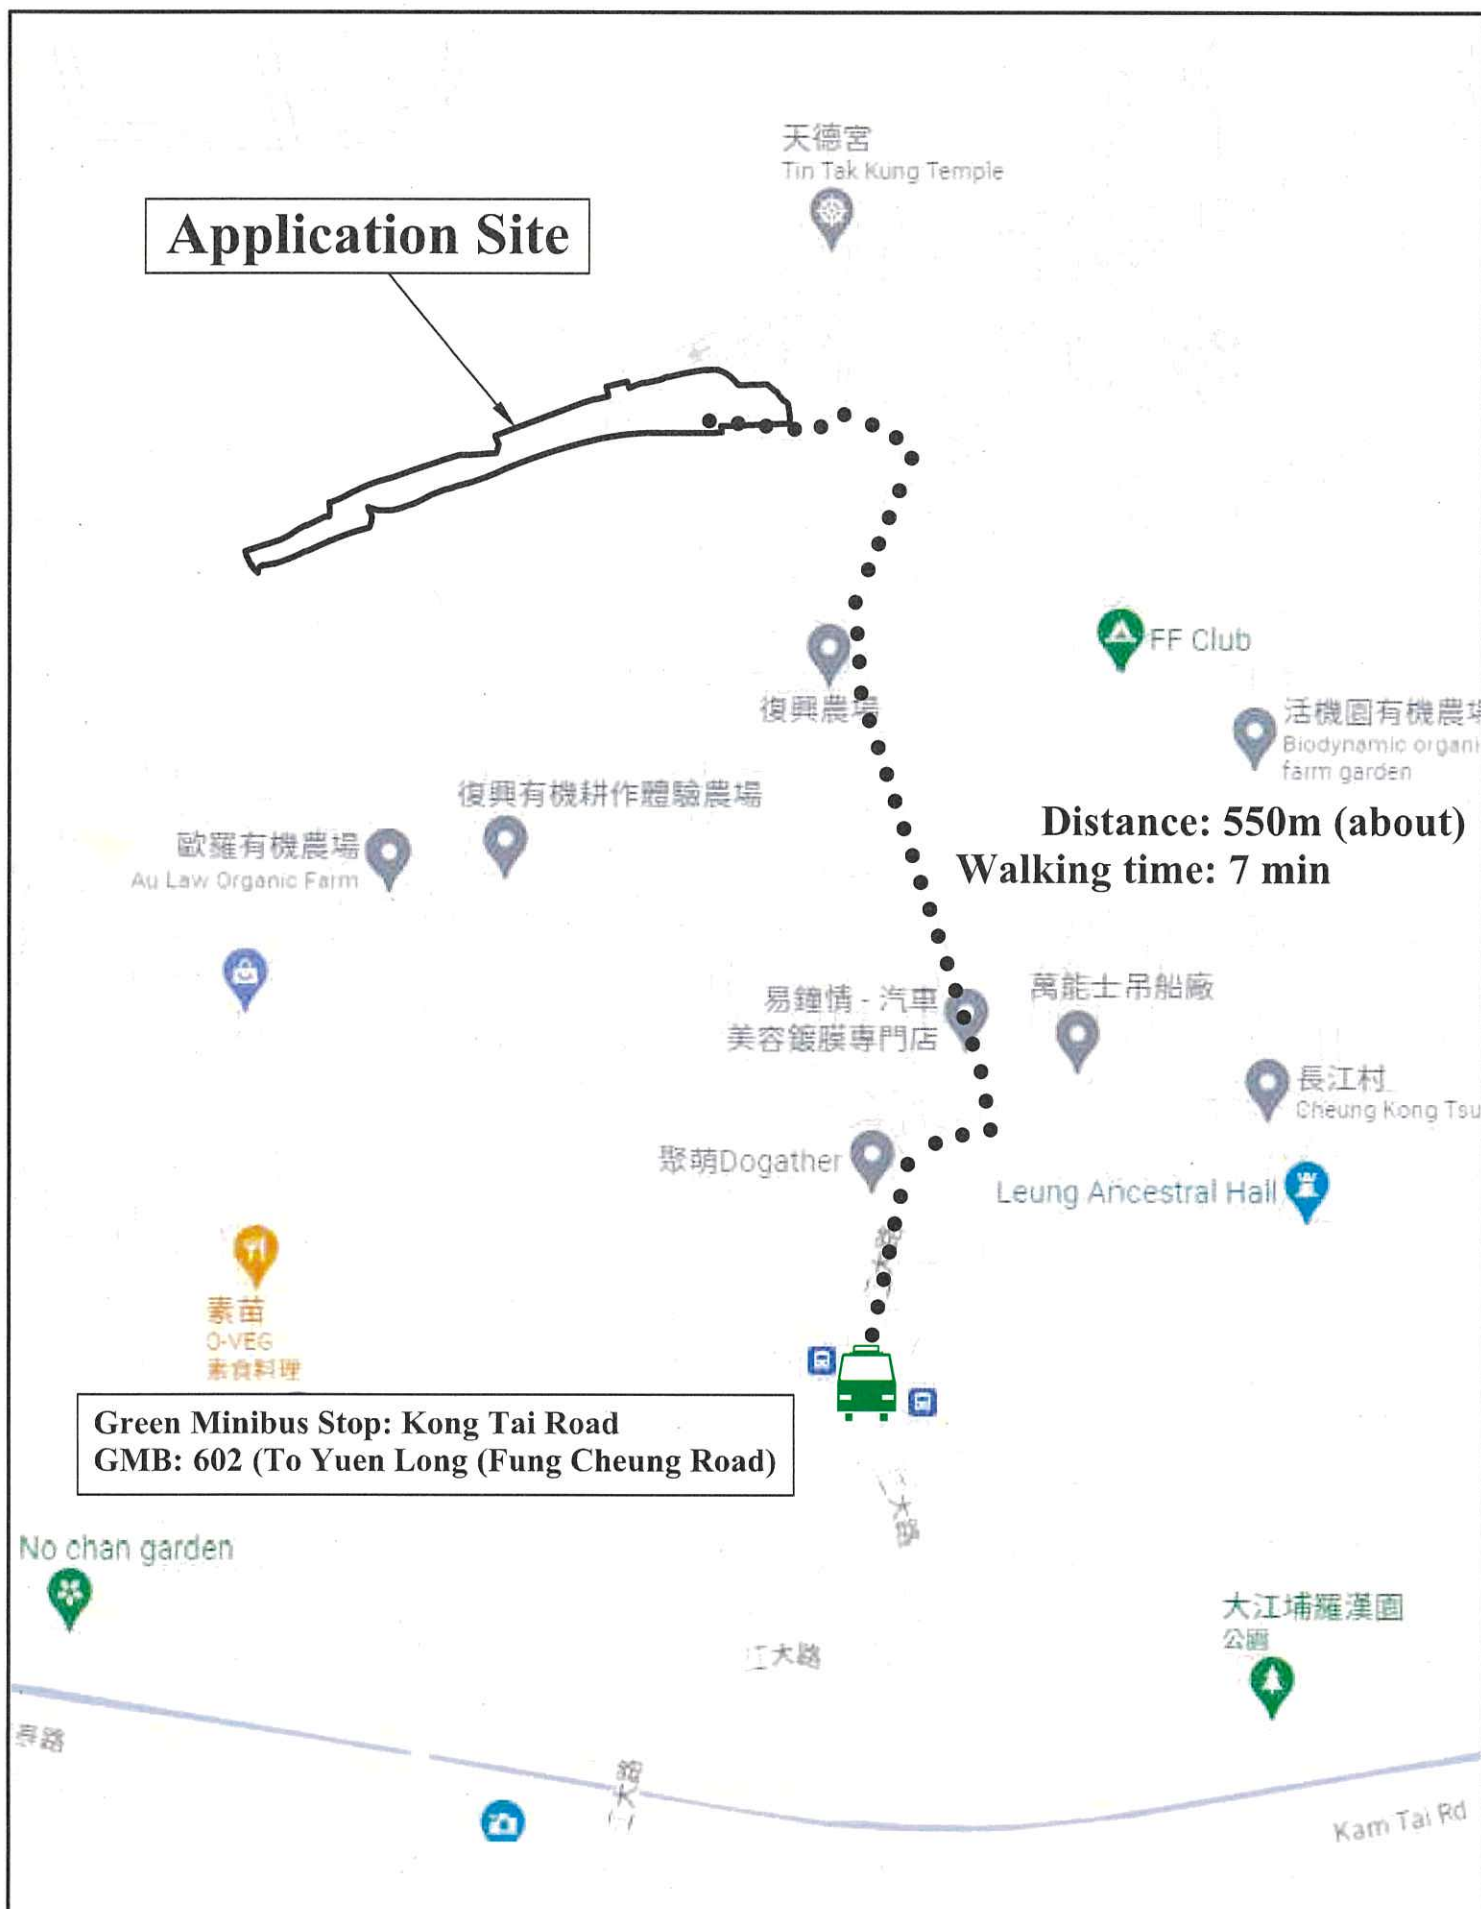 天德宮
Tin Tak Kung Temple
Application Site
FF Club
復興農場
活機園有機農場
Biodynamic organi
farm garden
復興有機耕作體驗農場
Distance: 550m (about)
Walking time: 7 min
歐羅有機農場
Au Law Organic Farm
易鐘情 - 汽車
美容鍍膜專門店
萬能士吊船廠
長江村
Cheung Kong Tsu
聚萌Dogather
Leung Ancestral Hall
素苗
O-VEG
素食料理
Green Minibus Stop: Kong Tai Road
GMB: 602 (To Yuen Long (Fung Cheung Road)
No chan garden
大江埔羅漢園
公園
江大路
Kam Tai Rd